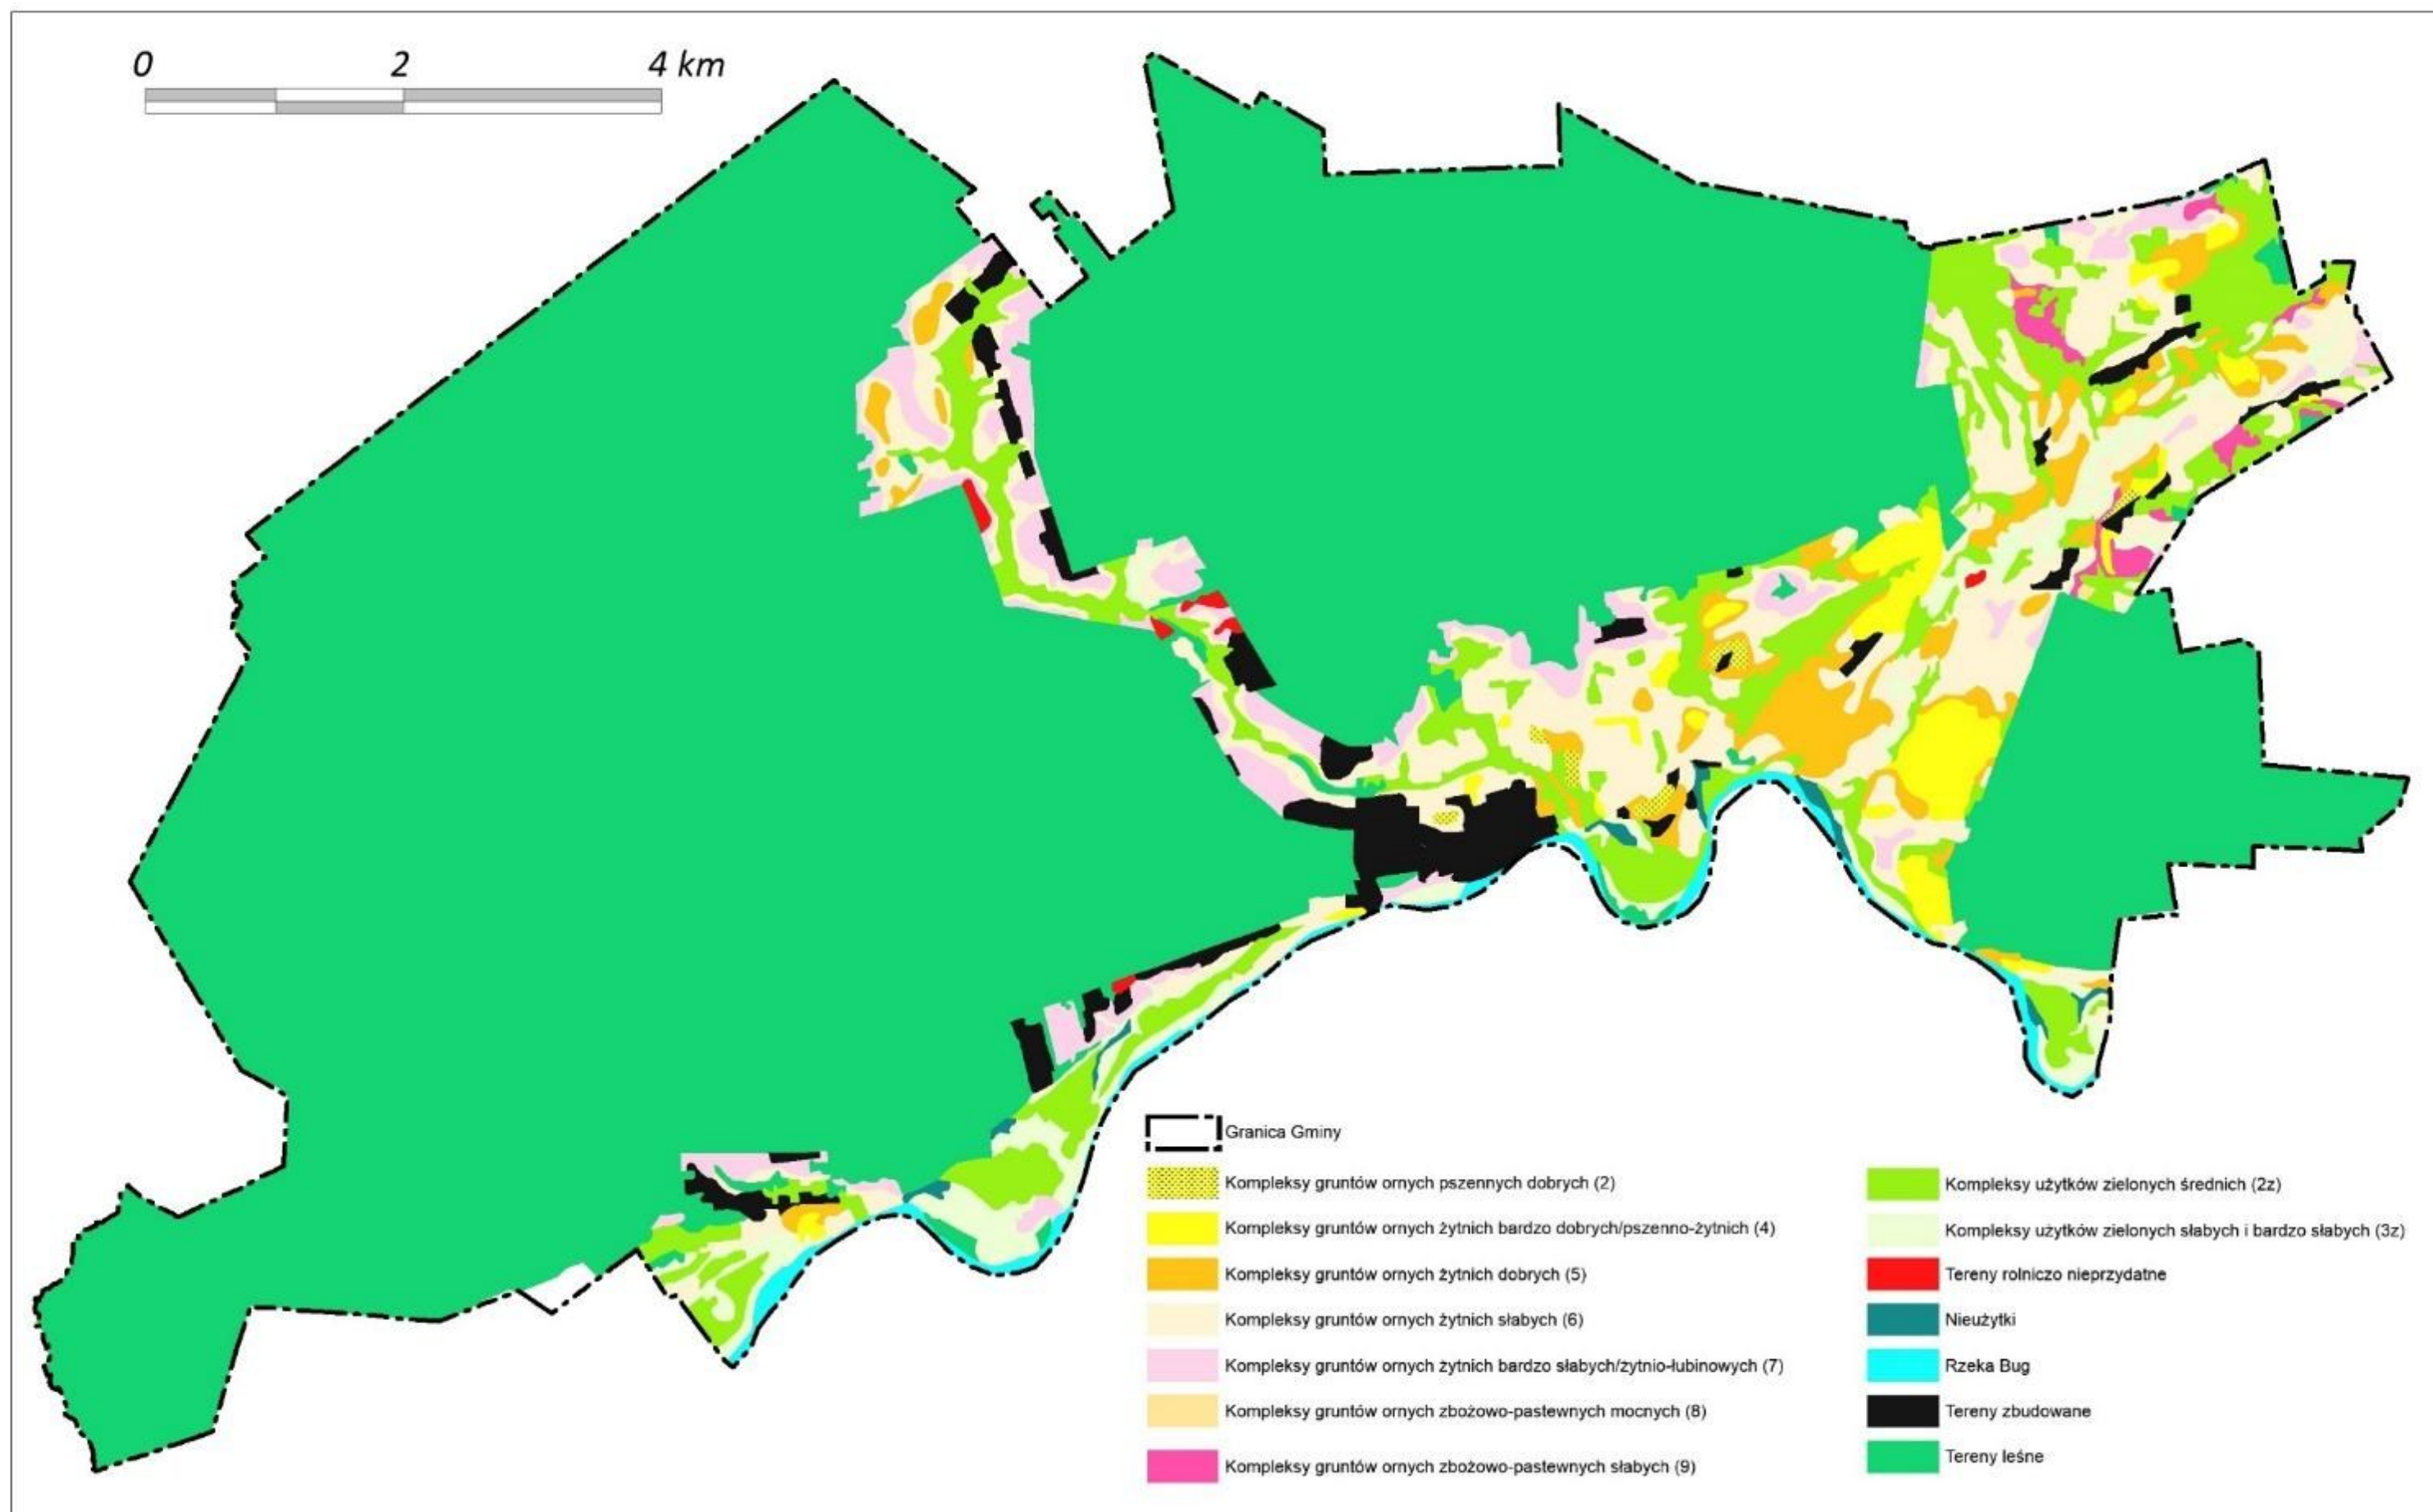 0 2 4 km
Granica Gminy
Kompleksy gruntów ornych pszennych dobrych (2)
Kompleksy gruntów ornych żytnich bardzo dobrych/pszenno-żytnich (4)
Kompleksy gruntów ornych żytnich dobrych (5)
Kompleksy gruntów ornych żytnich słabych (6)
Kompleksy gruntów ornych żytnich bardzo słabych/żytnio-łubinowych (7)
Kompleksy gruntów ornych zbożowo-pastewnych mocnych (8)
Kompleksy gruntów ornych zbożowo-pastewnych słabych (9)
Kompleksy użytków zielonych średnich (2z)
Kompleksy użytków zielonych słabych i bardzo słabych (3z)
Tereny rolniczo nieprzydatne
Nieużytki
Rzeka Bug
Tereny zbudowane
Tereny leśne